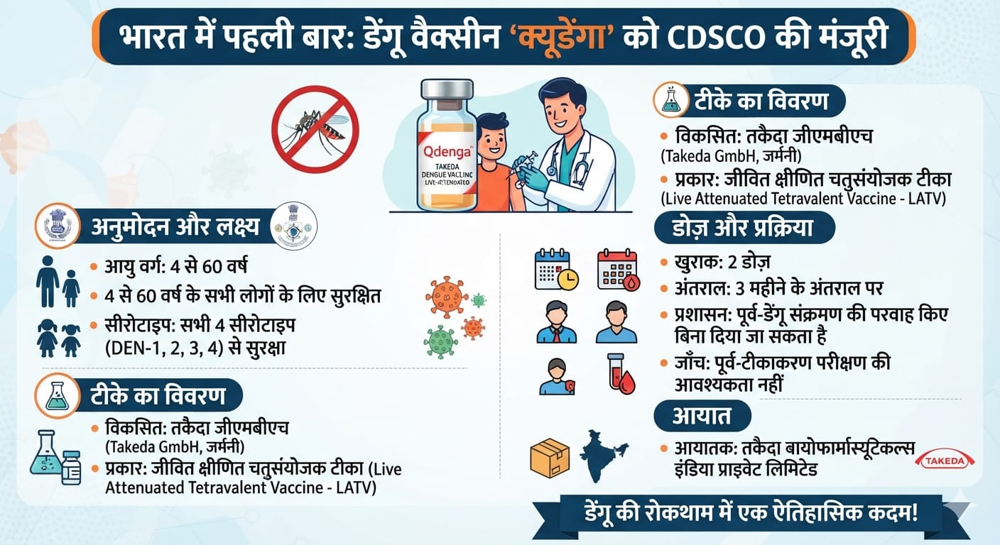 भारत में पहली बार: डेंगू वैक्सीन ‘क्यूडेंगा’ को CDSCO की मंजूरी
Qdenga
TAKEDA
DENGUE VACLINC
LIVE-ATTENOATLO
अनुमोदन और लक्ष्य
• आयु वर्ग: 4 से 60 वर्ष
• 4 से 60 वर्ष के सभी लोगों के लिए सुरक्षित
• सीरोटाइप: सभी 4 सीरोटाइप
(DEN-1, 2, 3, 4) से सुरक्षा
टीके का विवरण
• विकसित: तकैदा जीएमबीएच
(Takeda GmbH, जर्मनी)
• प्रकार: जीवित क्षीणित चतुसंयोजक टीका (Live
Attenuated Tetravalent Vaccine - LATV)
टीके का विवरण
• विकसित: तकैदा जीएमबीएच
(Takeda GmbH, जर्मनी)
• प्रकार: जीवित क्षीणित चतुसंयोजक टीका
(Live Attenuated Tetravalent Vaccine - LATV)
डोज़ और प्रक्रिया
• खुराक: 2 डोज़
• अंतराल: 3 महीने के अंतराल पर
• प्रशासन: पूर्व-डेंगू संक्रमण की परवाह किए
बिना दिया जा सकता है
• जाँच: पूर्व-टीकाकरण परीक्षण की
आवश्यकता नहीं
आयात
• आयातक: तकैदा बायोफार्मास्यूटिकल्स
इंडिया प्राइवेट लिमिटेड
TAKEDA
डेंगू की रोकथाम में एक ऐतिहासिक कदम!